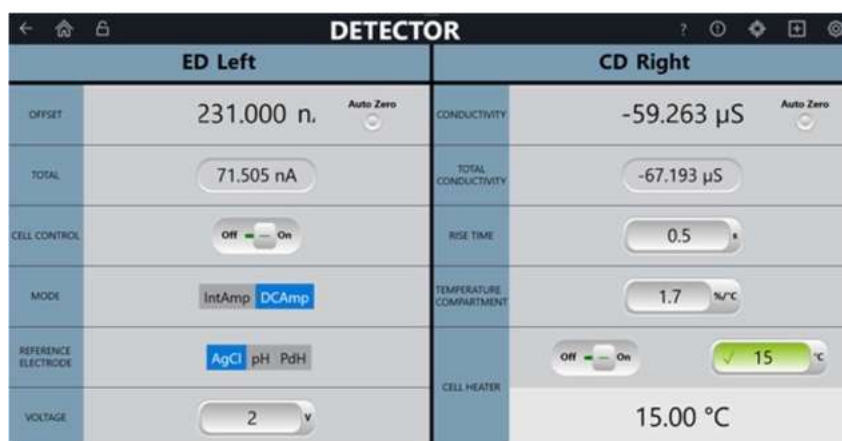 DETECTOR
?
ED Left
CD Right
OFFSET
231.000 n.
Auto Zero
CONDUCTIVITY
-59.263 µS
Auto Zero
TOTAL
71.505 nA
TOTAL
CONDUCTIVITY
-67.193 µS
CELL CONTROL
Off
On
RISE TIME
0.5
s
MODE
IntAmp DCAmp
TEMPERATURE
COMPARTMENT
1.7
%/°C
REFERENCE
ELECTRODE
AgCl pH PdH
CELL HEATER
Off
On
15
°C
15.00 °C
VOLTAGE
2
V